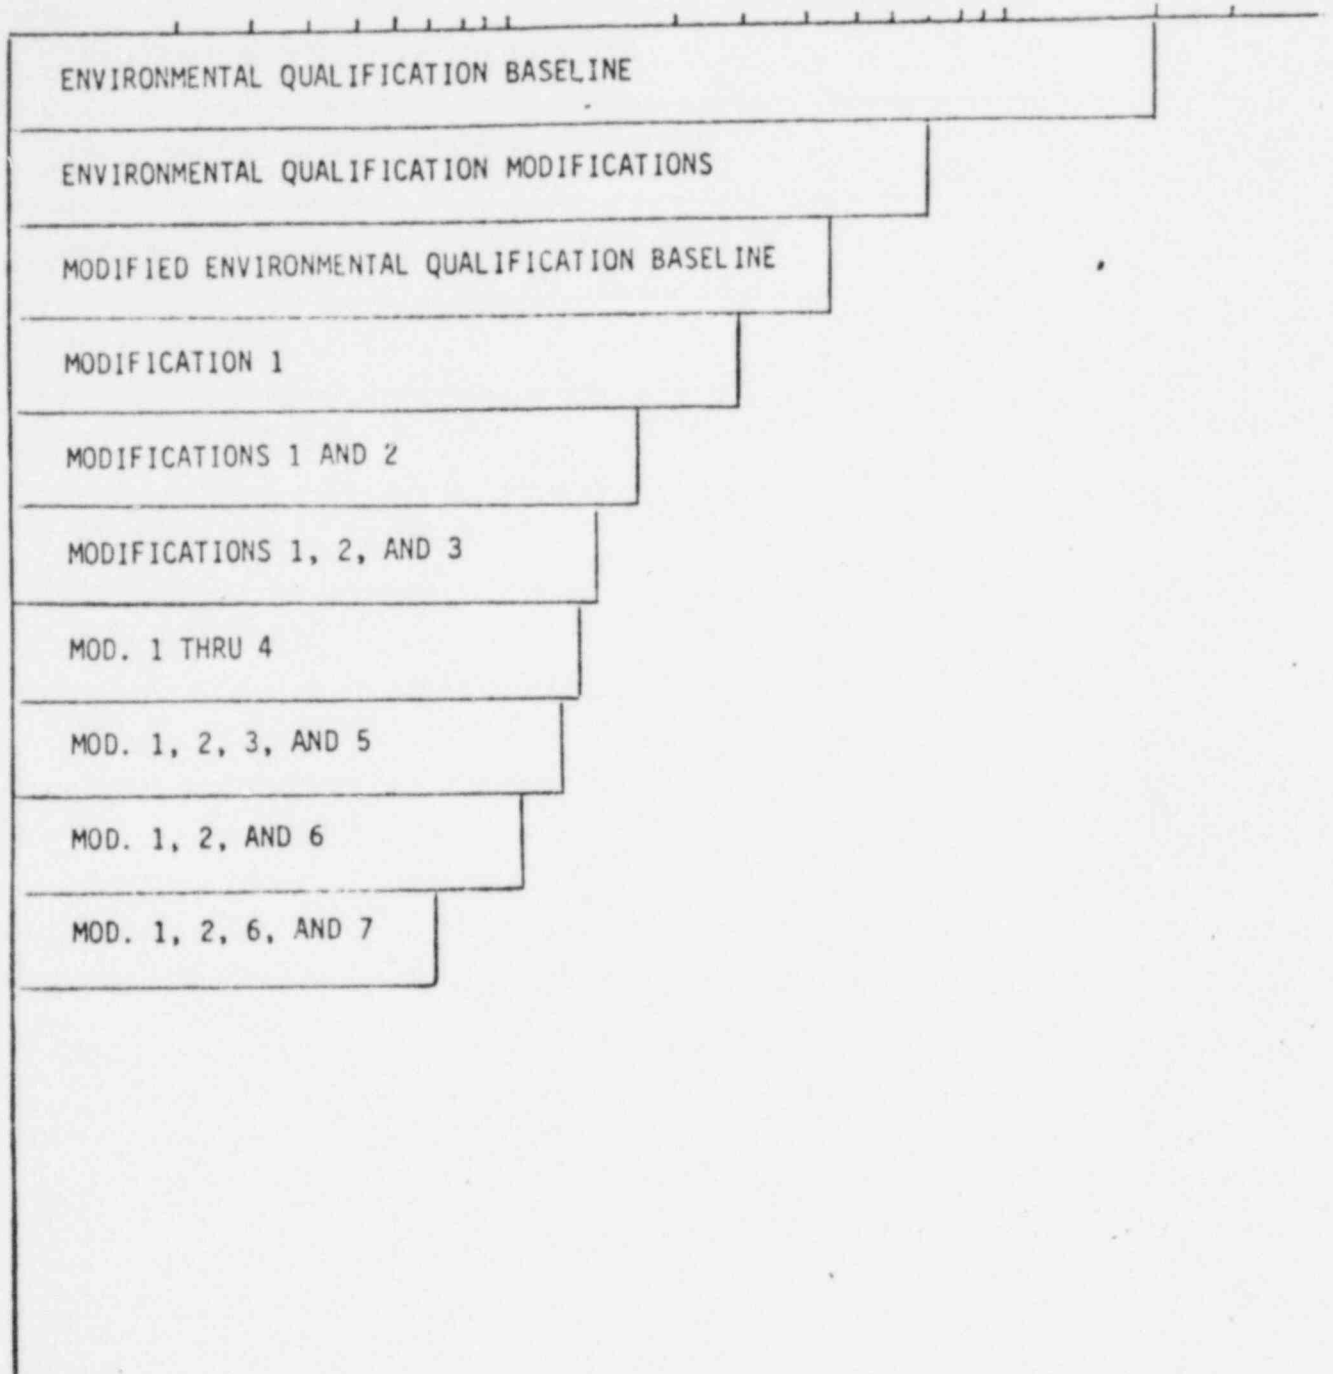 ENVIRONMENTAL QUALIFICATION BASELINE
ENVIRONMENTAL QUALIFICATION MODIFICATIONS
MODIFIED ENVIRONMENTAL QUALIFICATION BASELINE
MODIFICATION 1
MODIFICATIONS 1 AND 2
MODIFICATIONS 1, 2, AND 3
MOD. 1 THRU 4
MOD. 1, 2, 3, AND 5
MOD. 1, 2, AND 6
MOD. 1, 2, 6, AND 7